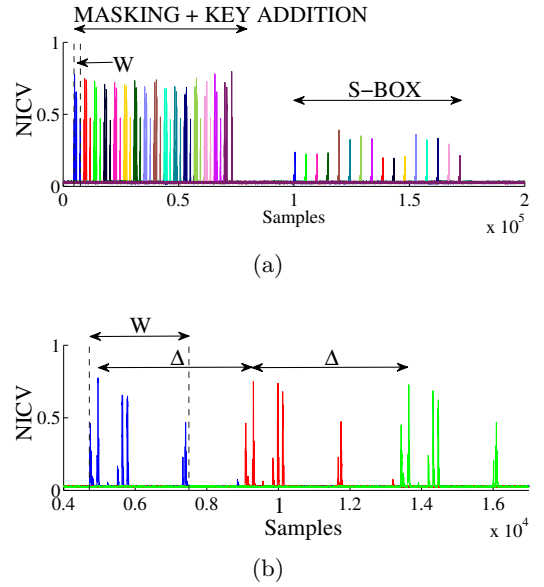 MASKING + KEY ADDITION
W
S-BOX
NICV
1
0.5
0
0 0.5 1 1.5 2
Samples
x 10^5
(a)
W
Δ Δ
NICV
1
0.5
0
0.4 0.6 0.8 1 1.2 1.4 1.6
Samples
x 10^4
(b)